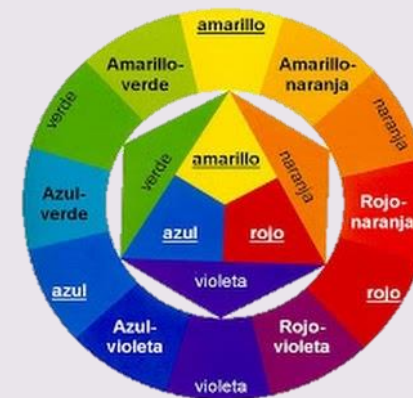 amarillo
Amarillo-
verde
Amarillo-
naranja
verde
naranja
amarillo
verde
naranja
Azul-
verde
Rojo-
naranja
azul
rojo
violeta
azul
rojo
Azul-
violeta
Rojo-
violeta
violeta